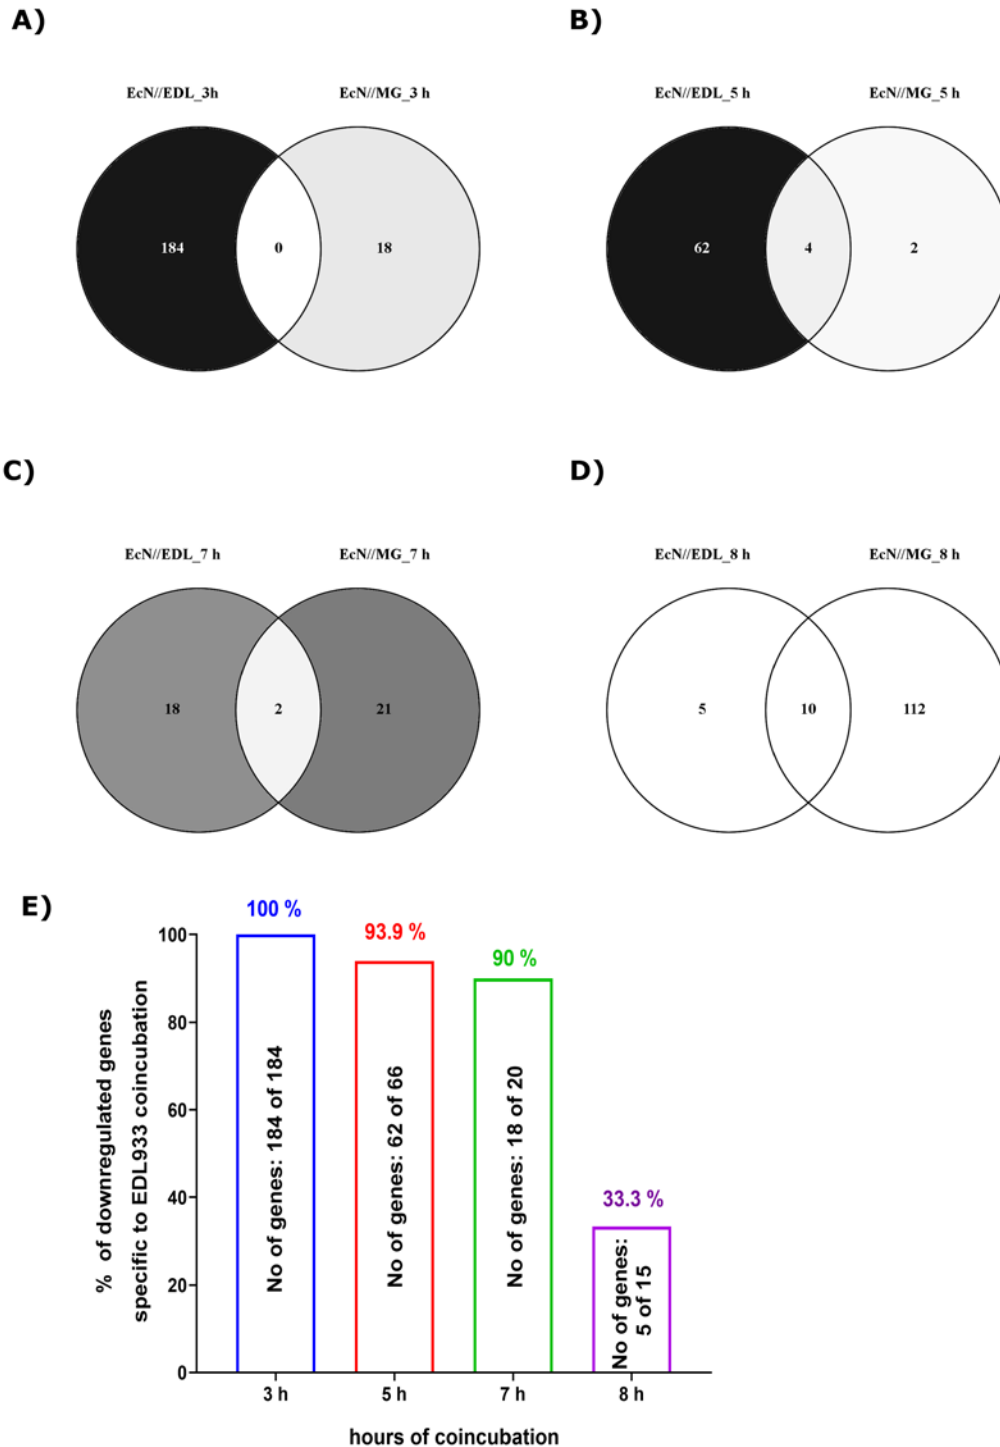 A)
B)
EcN//EDL_3h
EcN//MG_3 h
EcN//EDL_5 h
EcN//MG_5 h
184
0
18
62
4
2
C)
D)
EcN//EDL_7 h
EcN//MG_7 h
EcN//EDL_8 h
EcN//MG_8 h
18
2
21
5
10
112
E)
% of downregulated genes
specific to EDL933 coincubation
100
80
60
40
20
0
100 %
93.9 %
90 %
33.3 %
No of genes: 184 of 184
No of genes: 62 of 66
No of genes: 18 of 20
No of genes:
5 of 15
3 h
5 h
7 h
8 h
hours of coincubation